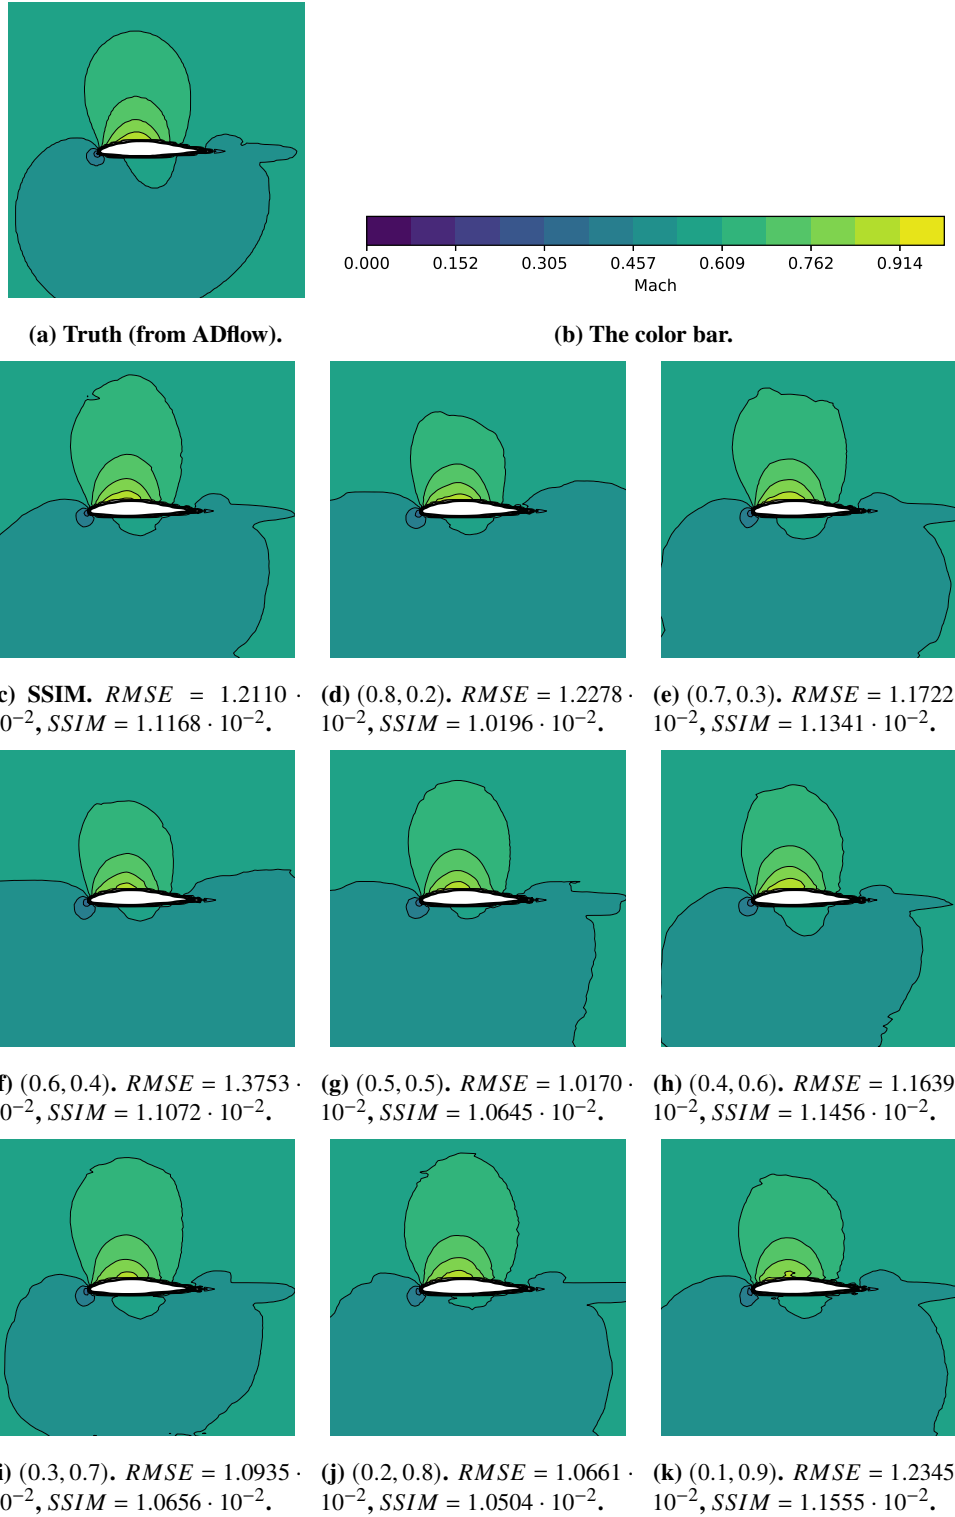 0.000 0.152 0.305 0.457 0.609 0.762 0.914
Mach
(a) Truth (from ADflow).
(b) The color bar.
c) SSIM. RMSE = 1.2110 ·
0−2, SSIM = 1.1168 · 10−2.
(d) (0.8, 0.2). RMSE = 1.2278 ·
10−2, SSIM = 1.0196 · 10−2.
(e) (0.7, 0.3). RMSE = 1.1722
10−2, SSIM = 1.1341 · 10−2.
f) (0.6, 0.4). RMSE = 1.3753 ·
0−2, SSIM = 1.1072 · 10−2.
(g) (0.5, 0.5). RMSE = 1.0170 ·
10−2, SSIM = 1.0645 · 10−2.
(h) (0.4, 0.6). RMSE = 1.1639
10−2, SSIM = 1.1456 · 10−2.
i) (0.3, 0.7). RMSE = 1.0935 ·
0−2, SSIM = 1.0656 · 10−2.
(j) (0.2, 0.8). RMSE = 1.0661 ·
10−2, SSIM = 1.0504 · 10−2.
(k) (0.1, 0.9). RMSE = 1.2345
10−2, SSIM = 1.1555 · 10−2.